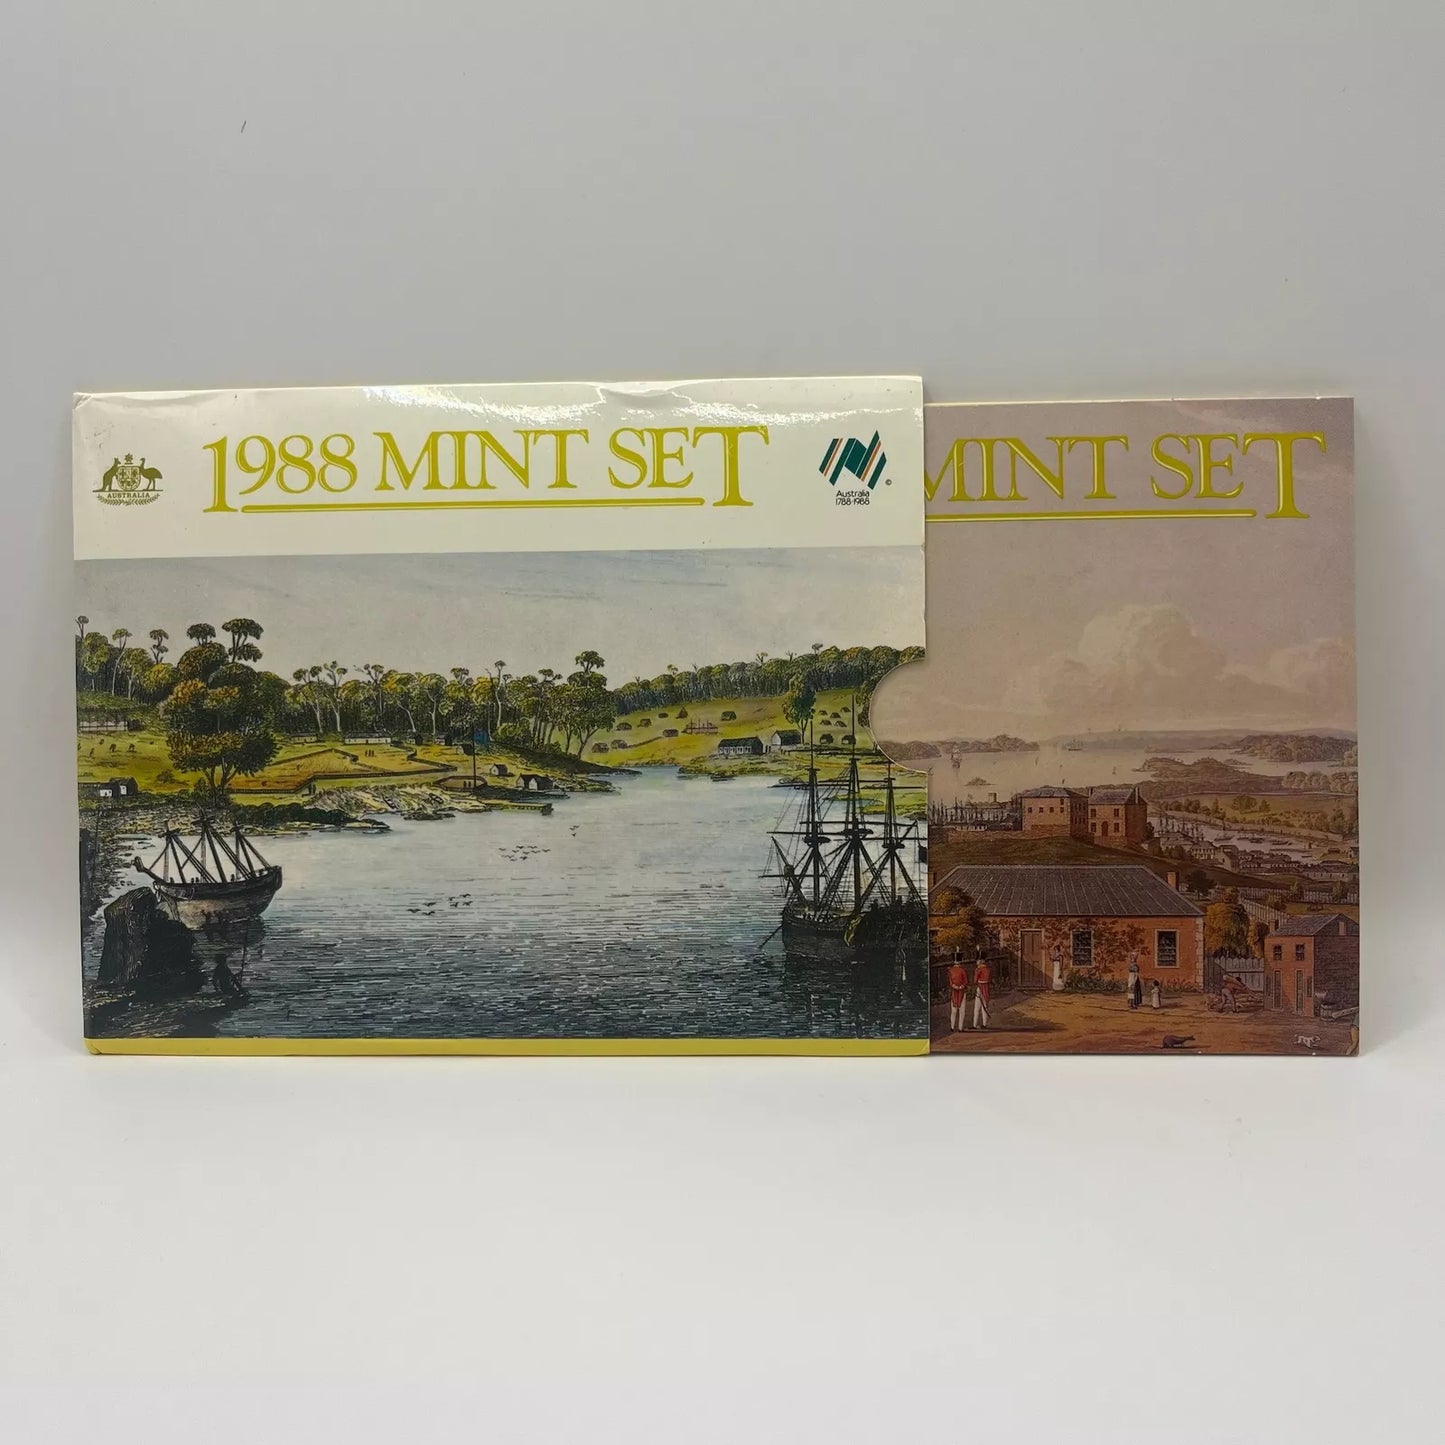 1988 MINT SET
AUSTRALIA
Australia
1788-1988
©
MINT SET